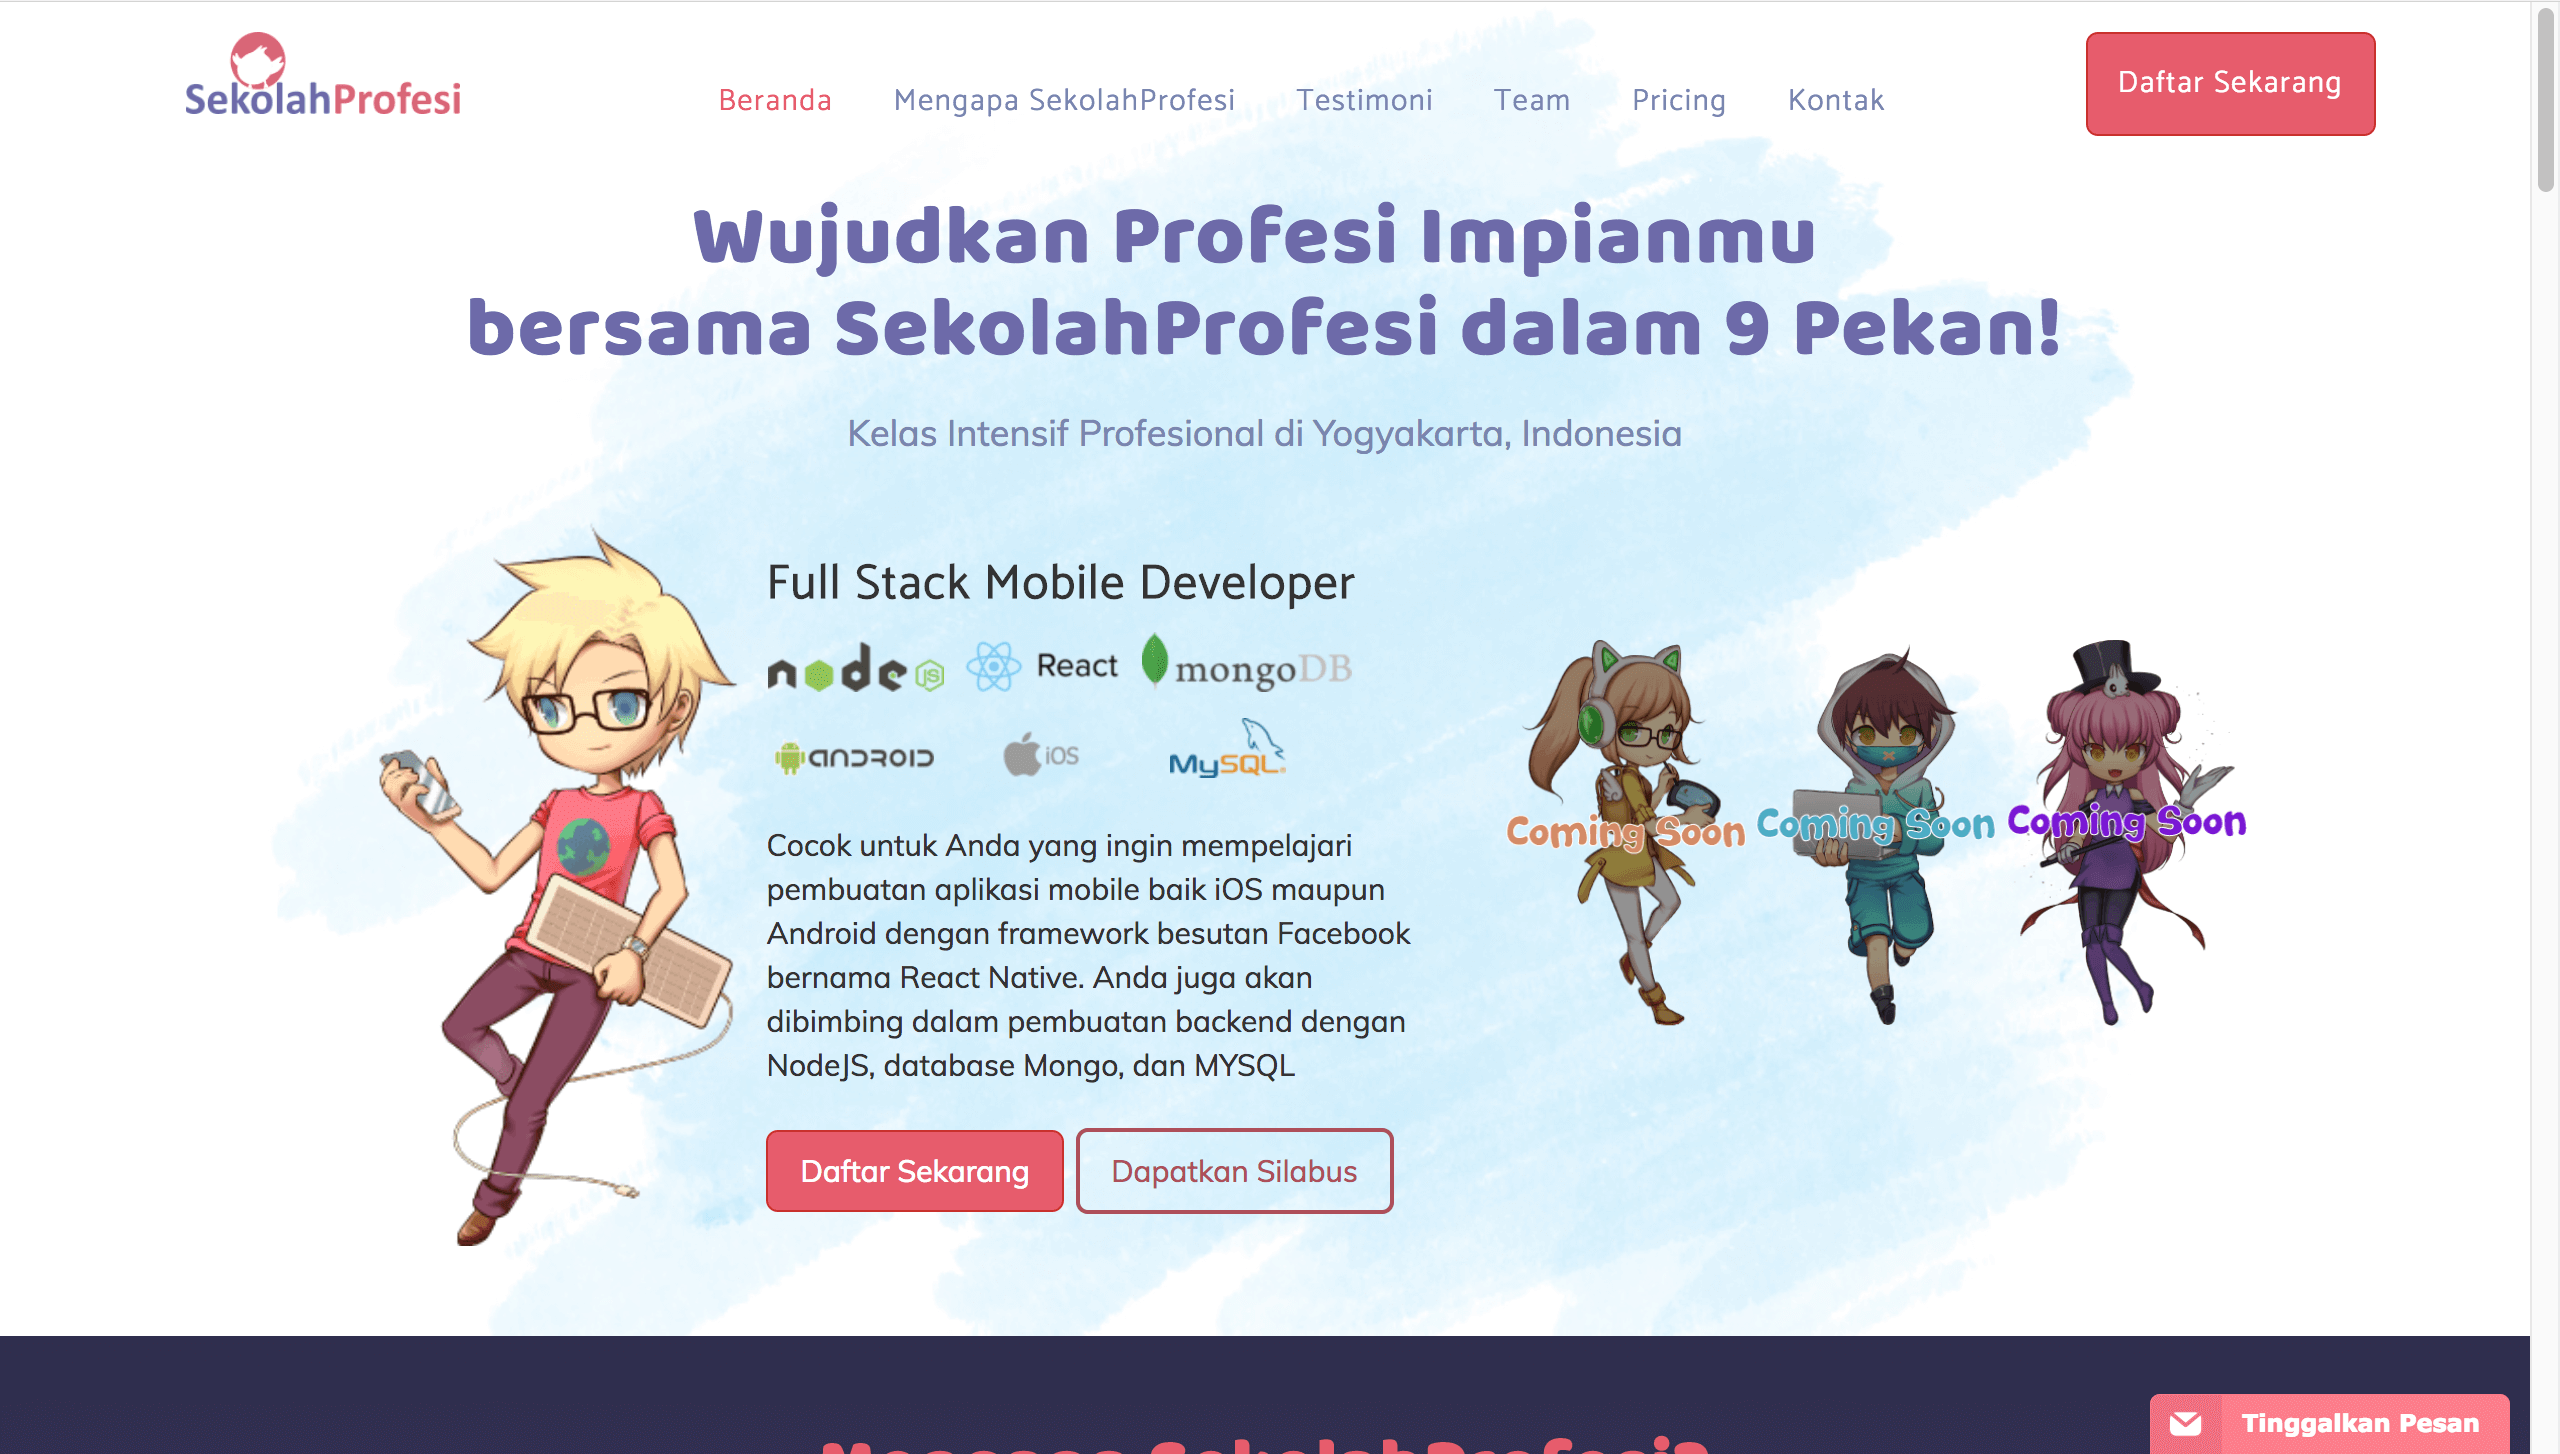 SekolahProfesi
Beranda
Mengapa SekolahProfesi
Testimoni
Team
Pricing
Kontak
Daftar Sekarang
Wujudkan Profesi Impianmu
bersama SekolahProfesi dalam 9 Pekan!
Kelas Intensif Profesional di Yogyakarta, Indonesia
Full Stack Mobile Developer
node JS
React
mongoDB
ANDROID
iOS
MySQL
Cocok untuk Anda yang ingin mempelajari
pembuatan aplikasi mobile baik iOS maupun
Android dengan framework besutan Facebook
bernama React Native. Anda juga akan
dibimbing dalam pembuatan backend dengan
NodeJS, database Mongo, dan MYSQL
Daftar Sekarang
Dapatkan Silabus
Coming Soon
Coming Soon
Coming Soon
Mengapa SekolahProfesi?
Tinggalkan Pesan